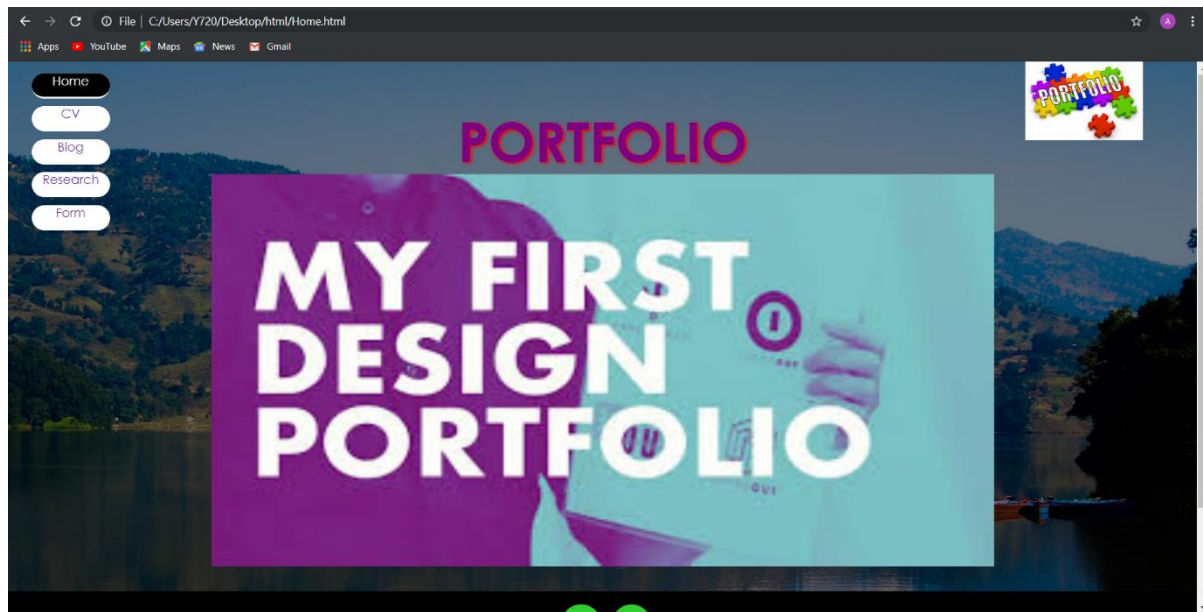 File | C:/Users/Y720/Desktop/html/Home.html
Apps YouTube Maps News Gmail
A
Home
CV
Blog
Research
Form
PORTFOLIO
PORTFOLIO
MY FIRST
DESIGN
PORTFOLIO